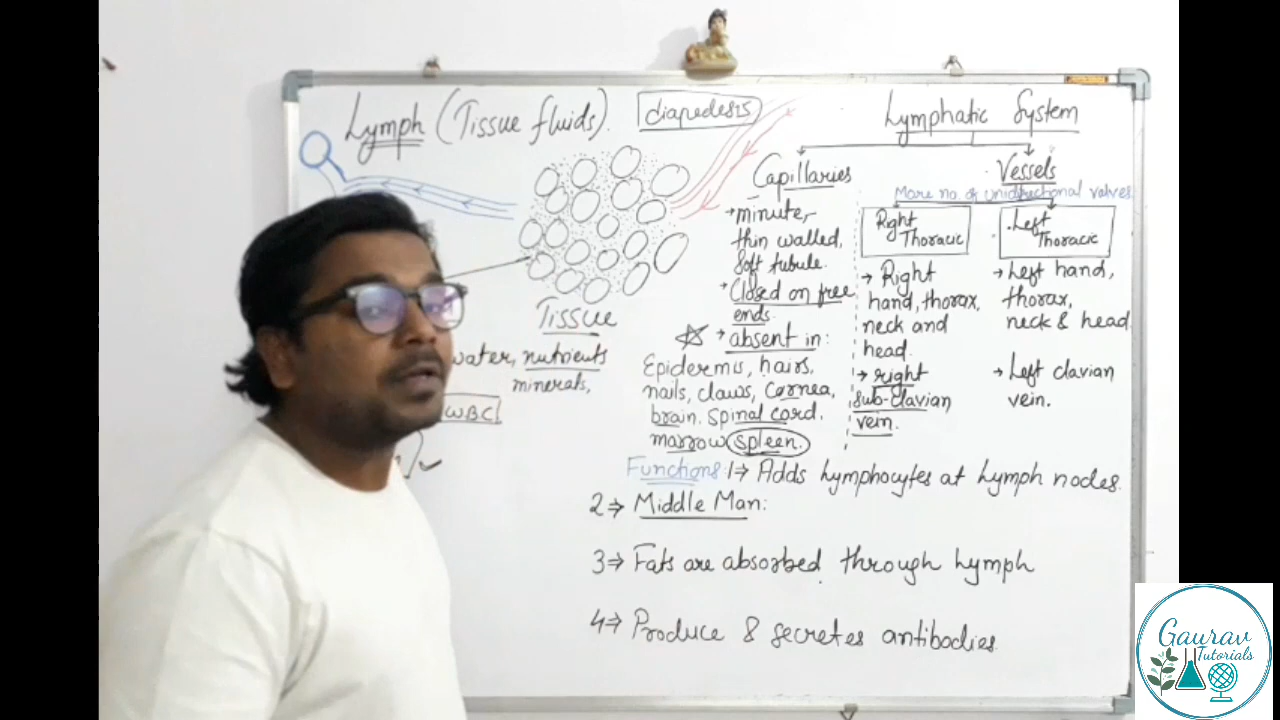 Lymph (Tissue fluids).
diapedesis
Tissue
water, nutrients
minerals,
WBC
Lymphatic System
Capillaries
→ minute,
thin walled,
soft tubule.
→ Closed on free
ends.
→ absent in:
Epidermis, hairs,
nails, claws, Cornea,
brain, spinal cord,
marrow spleen.
Vessels
More no. of unidirectional valves
Right
Thoracic
→ Right
hand, thorax,
neck and
head.
→ right
sub-clavian
vein.
Left
Thoracic
→ Left hand,
thorax,
neck & head.
→ Left clavian
vein.
Functions: 1→ Adds lymphocytes at lymph nodes.
2→ Middle Man:
3→ Fats are absorbed through lymph
4→ Produce & secretes antibodies.
Gaurav
Tutorials